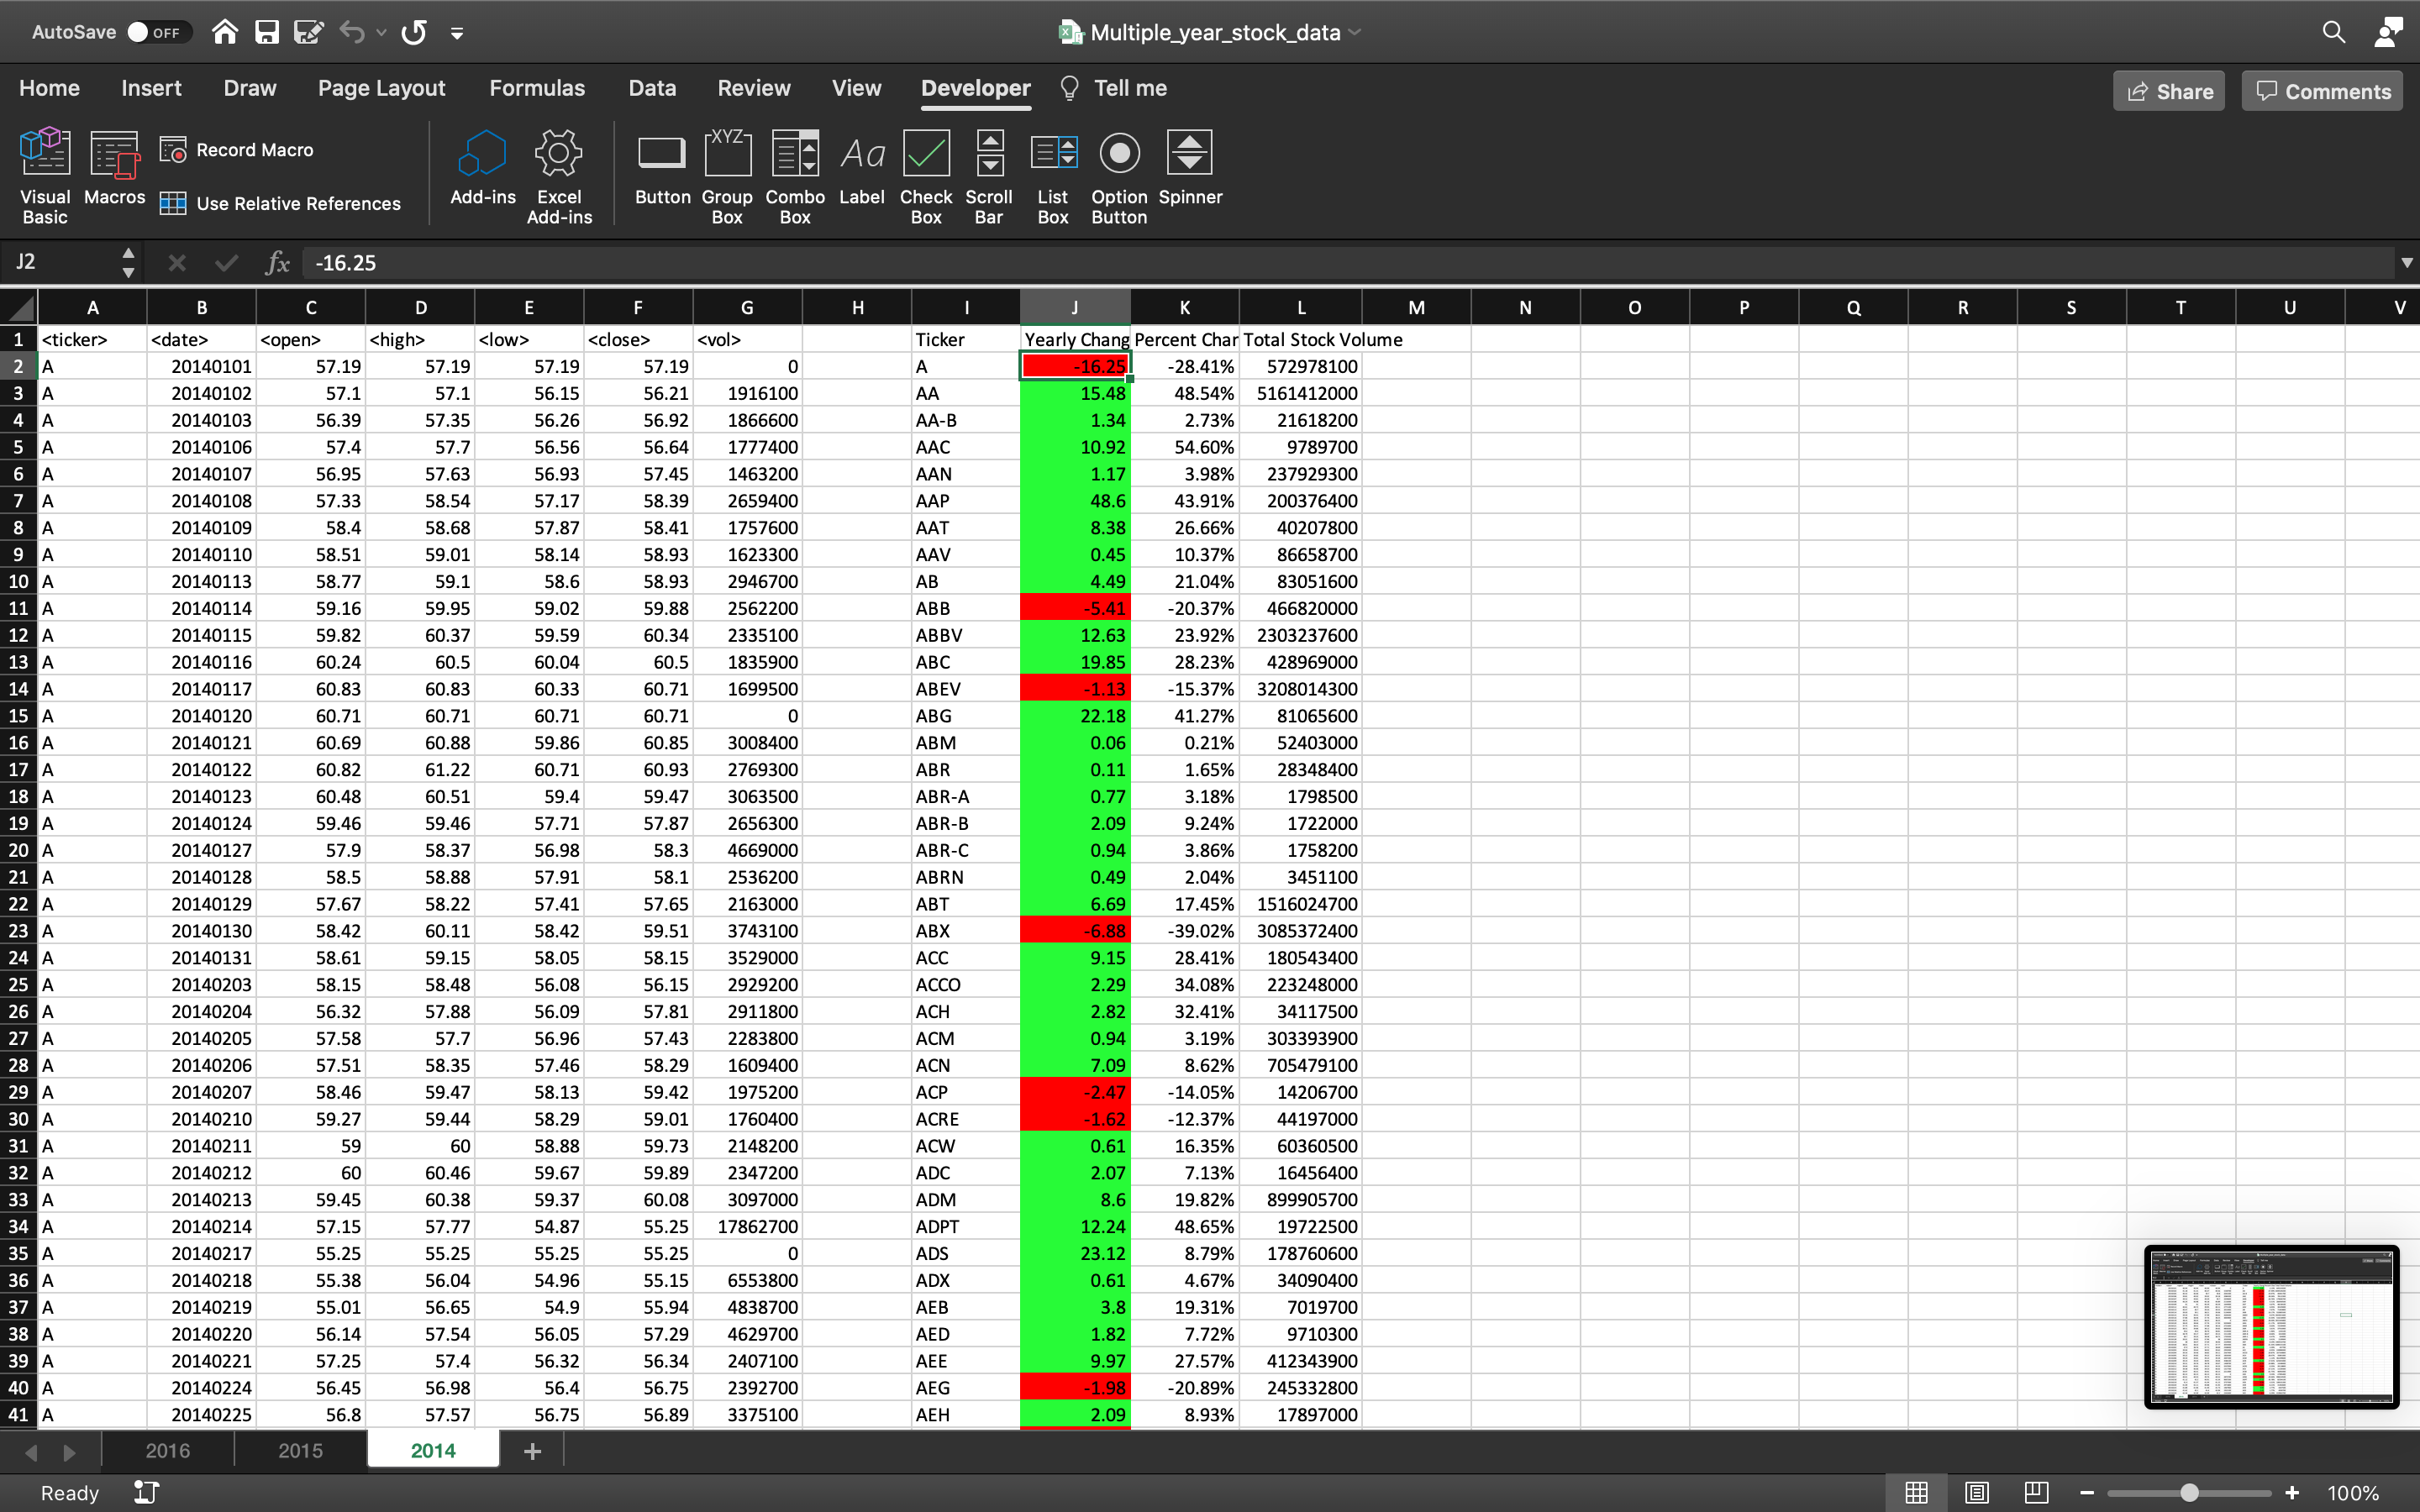 AutoSave OFF Multiple_year_stock_data
Home Insert Draw Page Layout Formulas Data Review View Developer Tell me Share Comments
Visual Basic Macros Record Macro Use Relative References Add-ins Excel Add-ins Button Group Box Combo Box Label Check Box Scroll Bar List Box Option Button Spinner
XYZ Aa
J2 fx -16.25
A B C D E F G H I J K L M N O P Q R S T U V
1 <ticker> <date> <open> <high> <low> <close> <vol> Ticker Yearly Chang Percent Char Total Stock Volume
2 A 20140101 57.19 57.19 57.19 57.19 0 A -16.25 -28.41% 572978100
3 A 20140102 57.1 57.1 56.15 56.21 1916100 AA 15.48 48.54% 5161412000
4 A 20140103 56.39 57.35 56.26 56.92 1866600 AA-B 1.34 2.73% 21618200
5 A 20140106 57.4 57.7 56.56 56.64 1777400 AAC 10.92 54.60% 9789700
6 A 20140107 56.95 57.63 56.93 57.45 1463200 AAN 1.17 3.98% 237929300
7 A 20140108 57.33 58.54 57.17 58.39 2659400 AAP 48.6 43.91% 200376400
8 A 20140109 58.4 58.68 57.87 58.41 1757600 AAT 8.38 26.66% 40207800
9 A 20140110 58.51 59.01 58.14 58.93 1623300 AAV 0.45 10.37% 86658700
10 A 20140113 58.77 59.1 58.6 58.93 2946700 AB 4.49 21.04% 83051600
11 A 20140114 59.16 59.95 59.02 59.88 2562200 ABB -5.41 -20.37% 466820000
12 A 20140115 59.82 60.37 59.59 60.34 2335100 ABBV 12.63 23.92% 2303237600
13 A 20140116 60.24 60.5 60.04 60.5 1835900 ABC 19.85 28.23% 428969000
14 A 20140117 60.83 60.83 60.33 60.71 1699500 ABEV -1.13 -15.37% 3208014300
15 A 20140120 60.71 60.71 60.71 60.71 0 ABG 22.18 41.27% 81065600
16 A 20140121 60.69 60.88 59.86 60.85 3008400 ABM 0.06 0.21% 52403000
17 A 20140122 60.82 61.22 60.71 60.93 2769300 ABR 0.11 1.65% 28348400
18 A 20140123 60.48 60.51 59.4 59.47 3063500 ABR-A 0.77 3.18% 1798500
19 A 20140124 59.46 59.46 57.71 57.87 2656300 ABR-B 2.09 9.24% 1722000
20 A 20140127 57.9 58.37 56.98 58.3 4669000 ABR-C 0.94 3.86% 1758200
21 A 20140128 58.5 58.88 57.91 58.1 2536200 ABRN 0.49 2.04% 3451100
22 A 20140129 57.67 58.22 57.41 57.65 2163000 ABT 6.69 17.45% 1516024700
23 A 20140130 58.42 60.11 58.42 59.51 3743100 ABX -6.88 -39.02% 3085372400
24 A 20140131 58.61 59.15 58.05 58.15 3529000 ACC 9.15 28.41% 180543400
25 A 20140203 58.15 58.48 56.08 56.15 2929200 ACCO 2.29 34.08% 223248000
26 A 20140204 56.32 57.88 56.09 57.81 2911800 ACH 2.82 32.41% 34117500
27 A 20140205 57.58 57.7 56.96 57.43 2283800 ACM 0.94 3.19% 303393900
28 A 20140206 57.51 58.35 57.46 58.29 1609400 ACN 7.09 8.62% 705479100
29 A 20140207 58.46 59.47 58.13 59.42 1975200 ACP -2.47 -14.05% 14206700
30 A 20140210 59.27 59.44 58.29 59.01 1760400 ACRE -1.62 -12.37% 44197000
31 A 20140211 59 60 58.88 59.73 2148200 ACW 0.61 16.35% 60360500
32 A 20140212 60 60.46 59.67 59.89 2347200 ADC 2.07 7.13% 16456400
33 A 20140213 59.45 60.38 59.37 60.08 3097000 ADM 8.6 19.82% 899905700
34 A 20140214 57.15 57.77 54.87 55.25 17862700 ADPT 12.24 48.65% 19722500
35 A 20140217 55.25 55.25 55.25 55.25 0 ADS 23.12 8.79% 178760600
36 A 20140218 55.38 56.04 54.96 55.15 6553800 ADX 0.61 4.67% 34090400
37 A 20140219 55.01 56.65 54.9 55.94 4838700 AEB 3.8 19.31% 7019700
38 A 20140220 56.14 57.54 56.05 57.29 4629700 AED 1.82 7.72% 9710300
39 A 20140221 57.25 57.4 56.32 56.34 2407100 AEE 9.97 27.57% 412343900
40 A 20140224 56.45 56.98 56.4 56.75 2392700 AEG -1.98 -20.89% 245332800
41 A 20140225 56.8 57.57 56.75 56.89 3375100 AEH 2.09 8.93% 17897000
2016 2015 2014
Ready 100%